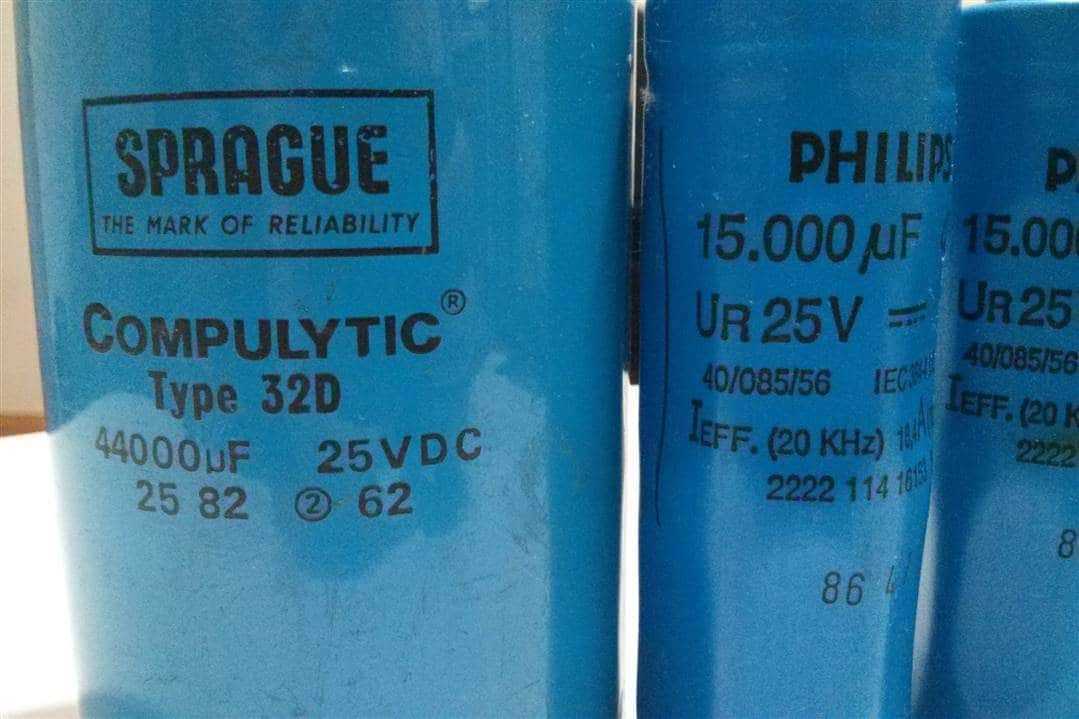 SPRAGUE
THE MARK OF RELIABILITY
COMPULYTIC®
Type 32D
44000µF 25VDC
25 82 ② 62
PHILIPS
15.000 µF
UR 25V ⎓
40/085/56
IEFF. (20 KHz)
2222 114 16153
86
15.00
UR 25
40/085/56
IEFF. (20 K
2222